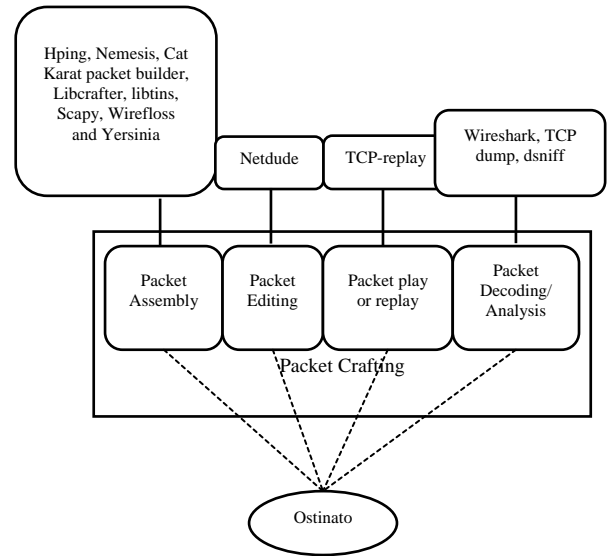 Hping, Nemesis, Cat
Karat packet builder,
Libcrafter, libtins,
Scapy, Wirefloss
and Yersinia
Netdude
TCP-replay
Wireshark, TCP
dump, dsniff
Packet
Assembly
Packet
Editing
Packet play
or replay
Packet
Decoding/
Analysis
Packet Crafting
Ostinato